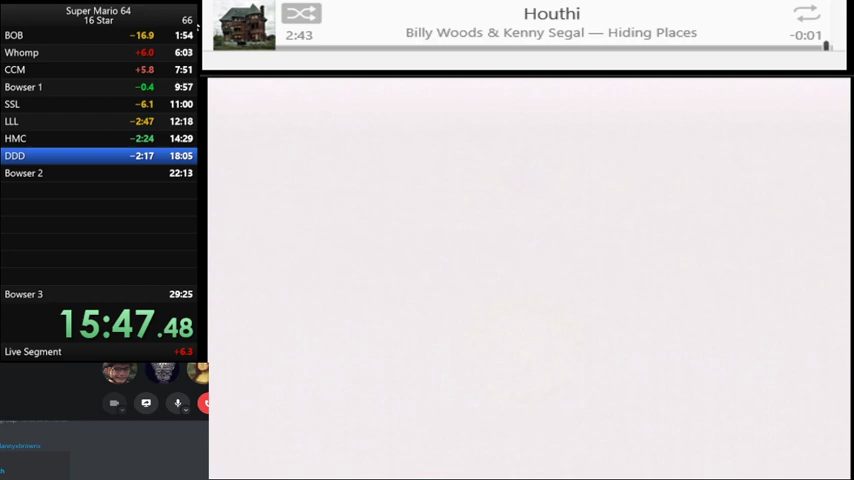 Super Mario 64
16 Star 66
BOB −16.9 1:54
Whomp +6.0 6:03
CCM +5.8 7:51
Bowser 1 −0.4 9:57
SSL −6.1 11:00
LLL −2:47 12:18
HMC −2:24 14:29
DDD −2:17 18:05
Bowser 2 22:13
Bowser 3 29:25
15:47.48
Live Segment +6.3
Houthi
2:43 Billy Woods & Kenny Segal — Hiding Places -0:01